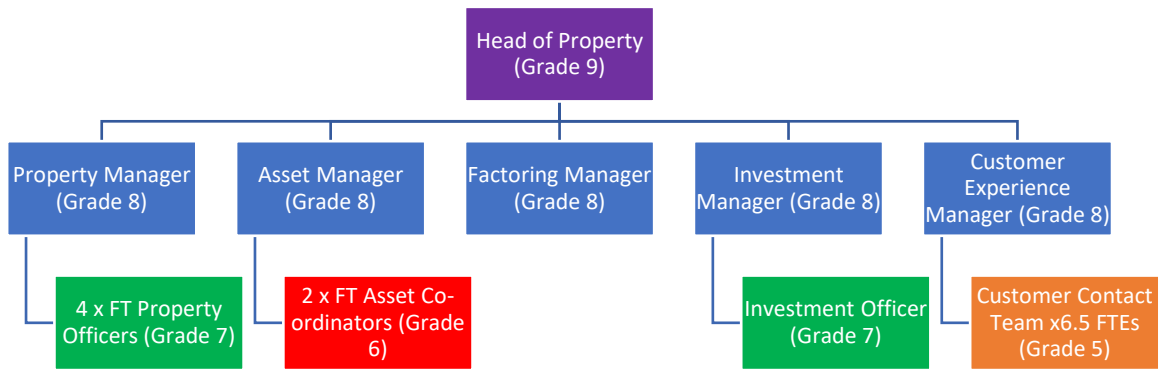 Head of Property
(Grade 9)
Property Manager
(Grade 8)
Asset Manager
(Grade 8)
Factoring Manager
(Grade 8)
Investment
Manager (Grade 8)
Customer
Experience
Manager (Grade 8)
4 x FT Property
Officers (Grade 7)
2 x FT Asset Co-
ordinators (Grade
6)
Investment Officer
(Grade 7)
Customer Contact
Team x6.5 FTEs
(Grade 5)